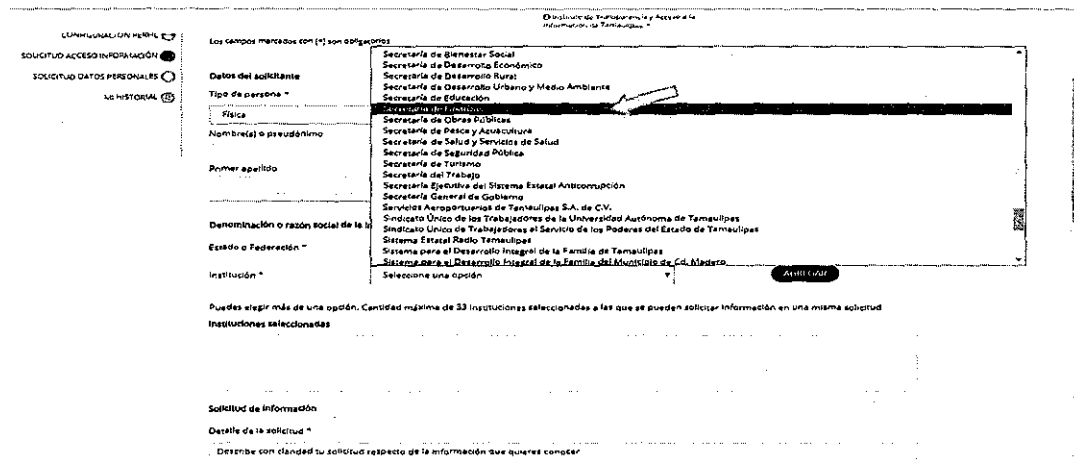 Instituto de Transparencia y Acceso a la
Información de Tamaulipas. *
CONFIGURACIÓN PERFIL
Los campos marcados con (*) son obligatorios
SOLICITUD ACCESO INFORMACIÓN
SOLICITUD DATOS PERSONALES
MI HISTORIAL
Datos del solicitante
Tipo de persona *
Física
Nombre(s) o pseudónimo
Primer apellido
Secretaría de Bienestar Social
Secretaría de Desarrollo Económico
Secretaría de Desarrollo Rural
Secretaría de Desarrollo Urbano y Medio Ambiente
Secretaría de Educación
Secretaría de Finanzas
Secretaría de Obras Públicas
Secretaría de Pesca y Acuacultura
Secretaría de Salud y Servicios de Salud
Secretaría de Seguridad Pública
Secretaría de Turismo
Secretaría del Trabajo
Secretaría Ejecutiva del Sistema Estatal Anticorrupción
Secretaría General de Gobierno
Servicios Aeroportuarios de Tamaulipas S.A. de C.V.
Sindicato Único de los Trabajadores de la Universidad Autónoma de Tamaulipas
Sindicato Único de Trabajadores al Servicio de los Poderes del Estado de Tamaulipas
Sistema Estatal Radio Tamaulipas
Sistema para el Desarrollo Integral de la Familia de Tamaulipas
Sistema para el Desarrollo Integral de la Familia del Municipio de Cd. Madero
Denominación o razón social de la
Estado o Federación *
Institución *
Seleccione una opción
Puedes elegir más de una opción. Cantidad máxima de 33 instituciones seleccionadas a las que se pueden solicitar información en una misma solicitud
Instituciones seleccionadas
Solicitud de información
Detalle de la solicitud *
Describe con claridad tu solicitud respecto de la información que quieres conocer